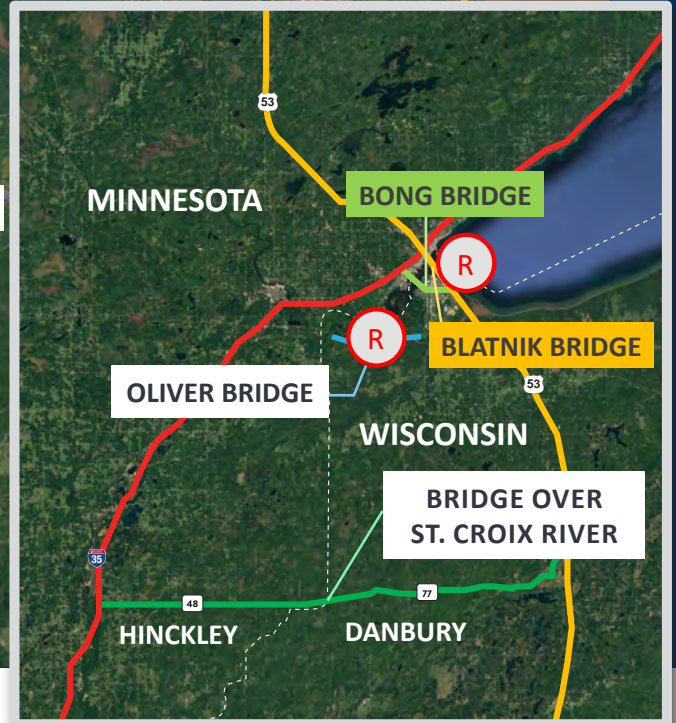 53
MINNESOTA
BONG BRIDGE
R
R
BLATNIK BRIDGE
OLIVER BRIDGE
53
WISCONSIN
BRIDGE OVER
ST. CROIX RIVER
35
48
77
HINCKLEY
DANBURY